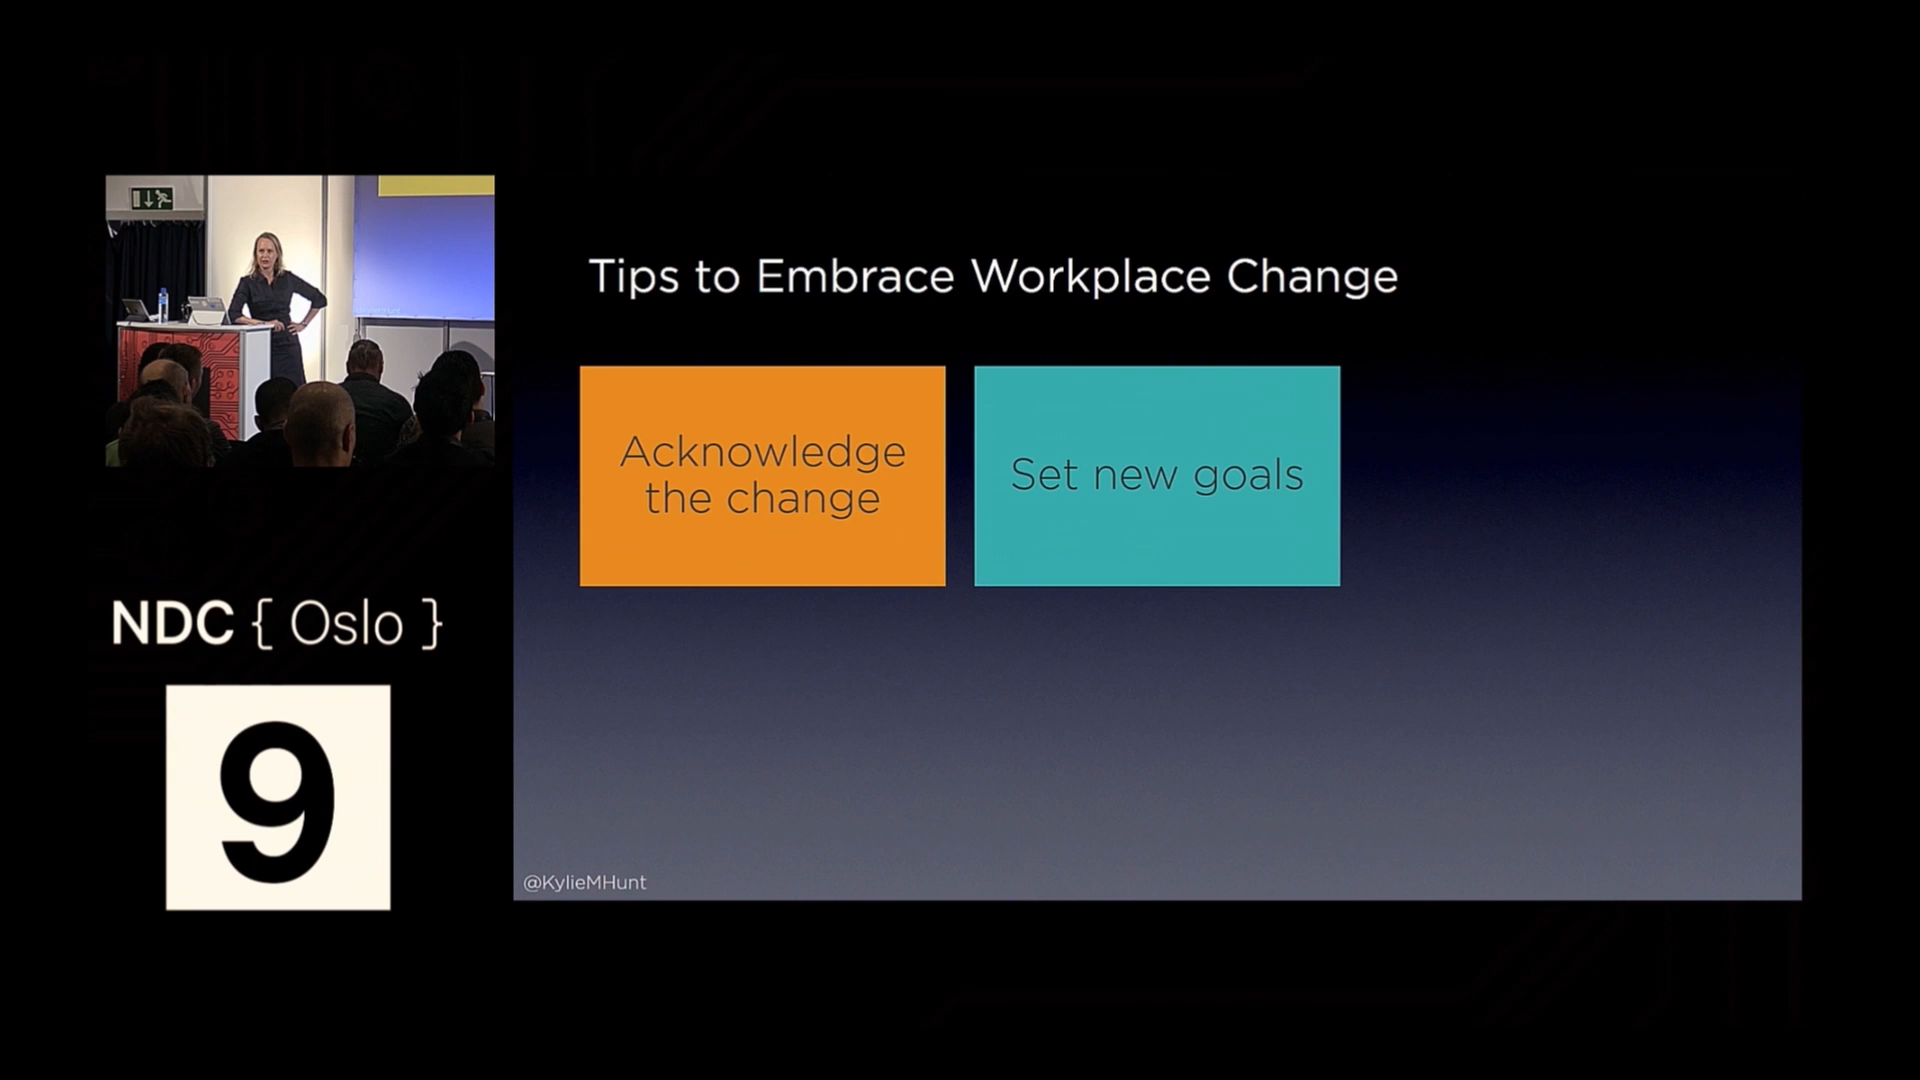 Tips to Embrace Workplace Change
Acknowledge
the change
Set new goals
NDC { Oslo }
9
@KylieMHunt